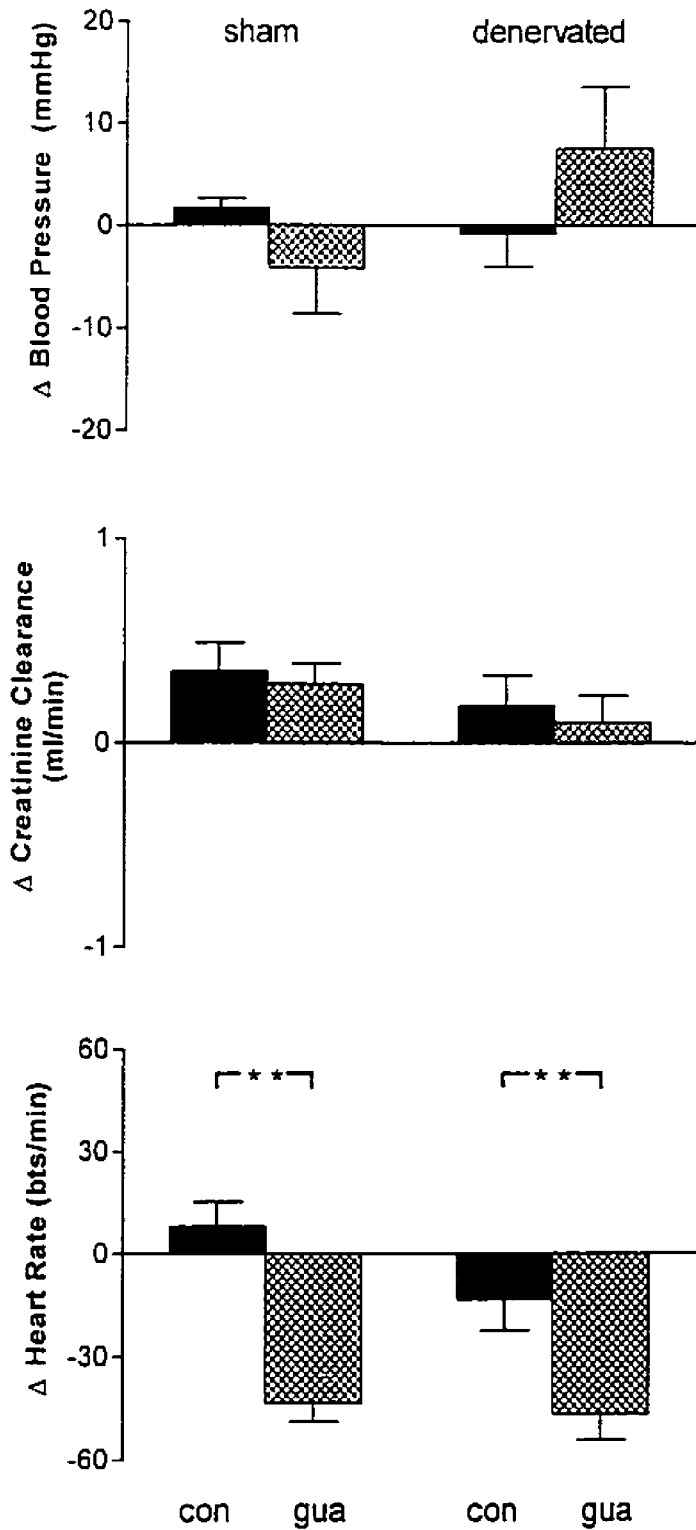 sham denervated
Δ Blood Pressure (mmHg)
20
10
0
-10
-20
Δ Creatinine Clearance
(ml/min)
1
0
-1
Δ Heart Rate (bts/min)
60
30
0
-30
-60
** **
con gua con gua